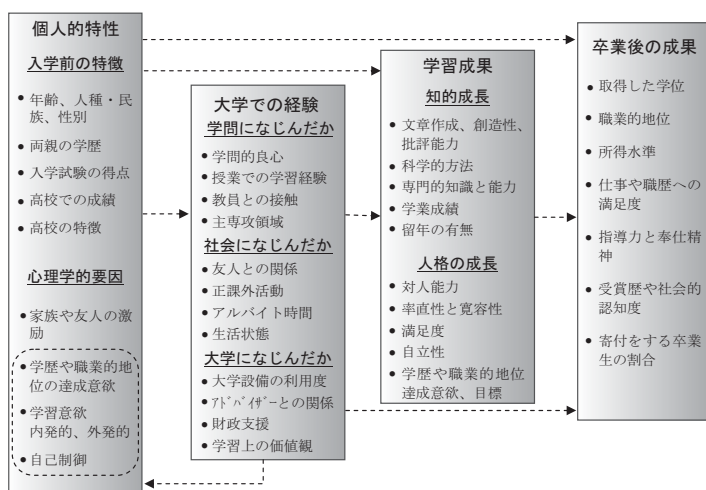 個人的特性
入学前の特徴
● 年齢、人種・民
族、性別
● 両親の学歴
● 入学試験の得点
● 高校での成績
● 高校の特徴
心理学的要因
● 家族や友人の激
励
● 学歴や職業的地
位の達成意欲
● 学習意欲
内発的、外発的
● 自己制御
大学での経験
学問になじんだか
● 学問的良心
● 授業での学習経験
● 教員との接触
● 主専攻領域
社会になじんだか
● 友人との関係
● 正課外活動
● アルバイト時間
● 生活状態
大学になじんだか
● 大学設備の利用度
● ｱﾄﾞﾊﾞｲｻﾞｰとの関係
● 財政支援
● 学習上の価値観
学習成果
知的成長
● 文章作成、創造性、
批評能力
● 科学的方法
● 専門的知識と能力
● 学業成績
● 留年の有無
人格の成長
● 対人能力
● 率直性と寛容性
● 満足度
● 自立性
● 学歴や職業的地位
達成意欲、目標
卒業後の成果
● 取得した学位
● 職業的地位
● 所得水準
● 仕事や職歴への
満足度
● 指導力と奉仕精
神
● 受賞歴や社会的
認知度
● 寄付をする卒業
生の割合